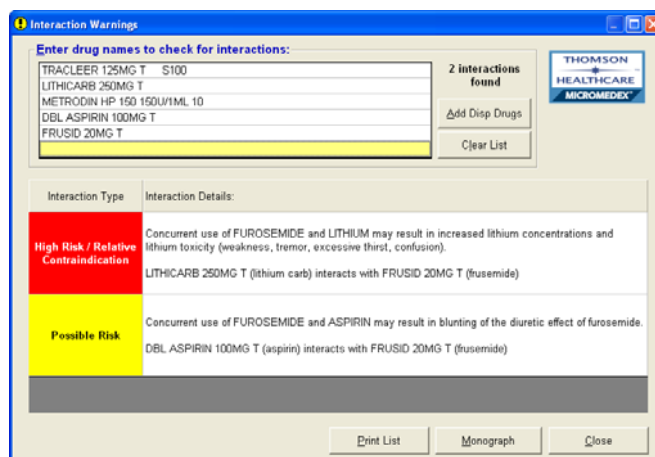 Interaction Warnings
Enter drug names to check for interactions:
TRACLEER 125MG T S100
LITHICARB 250MG T
METRODIN HP 150 150U/1ML 10
DBL ASPIRIN 100MG T
FRUSID 20MG T
2 interactions
found
Add Disp Drugs
Clear List
THOMSON
HEALTHCARE
MICROMEDEX
Interaction Type
Interaction Details:
High Risk / Relative
Contraindication
Concurrent use of FUROSEMIDE and LITHIUM may result in increased lithium concentrations and
lithium toxicity (weakness, tremor, excessive thirst, confusion).
LITHICARB 250MG T (lithium carb) interacts with FRUSID 20MG T (frusemide)
Possible Risk
Concurrent use of FUROSEMIDE and ASPIRIN may result in blunting of the diuretic effect of furosemide.
DBL ASPIRIN 100MG T (aspirin) interacts with FRUSID 20MG T (frusemide)
Print List
Monograph
Close